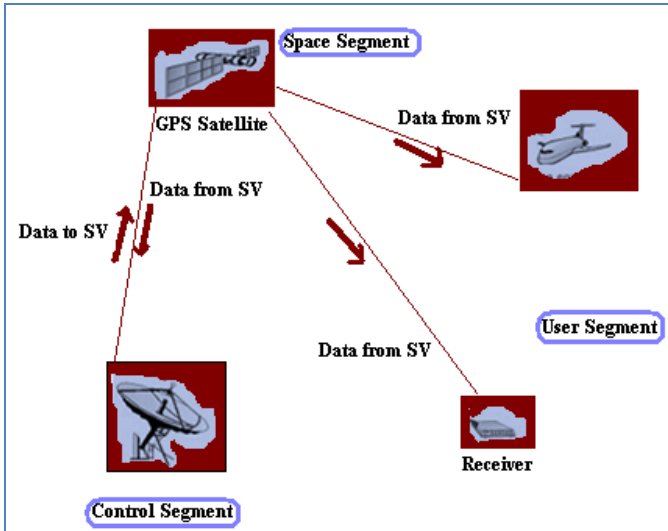 Space Segment
GPS Satellite
Data from SV
Data from SV
Data to SV
User Segment
Data from SV
Receiver
Control Segment